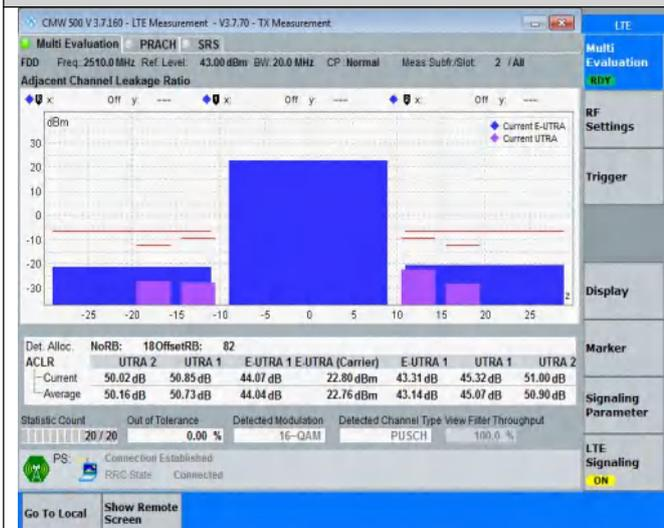 CMW 500 V 3.7.160 - LTE Measurement - V3.7.70 - TX Measurement
LTE
Multi Evaluation PRACH SRS
FDD Freq.:2510.0 MHz Ref. Level: 43.00 dBm BW: 20.0 MHz CP :Normal Meas Subfr./Slot: 2 / All
Adjacent Channel Leakage Ratio
x: Off y: --- x: Off y: --- x: Off y: ---
dBm
Current E-UTRA
Current UTRA
30
20
10
0
-10
-20
-30
-25 -20 -15 -10 -5 0 5 10 15 20 25
Det. Alloc. NoRB: 18OffsetRB: 82
ACLR UTRA 2 UTRA 1 E-UTRA 1 E-UTRA (Carrier) E-UTRA 1 UTRA 1 UTRA 2
Current 50.02 dB 50.85 dB 44.07 dB 22.80 dBm 43.31 dB 45.32 dB 51.00 dB
Average 50.16 dB 50.73 dB 44.04 dB 22.76 dBm 43.14 dB 45.07 dB 50.90 dB
Statistic Count Out of Tolerance Detected Modulation Detected Channel Type View Filter Throughput
20 / 20 0.00 % 16-QAM PUSCH 100.0 %
PS: Connection Established
RRC State Connected
Multi
Evaluation
RDY
RF
Settings
Trigger
Display
Marker
Signaling
Parameter
LTE
Signaling
ON
Go To Local
Show Remote
Screen